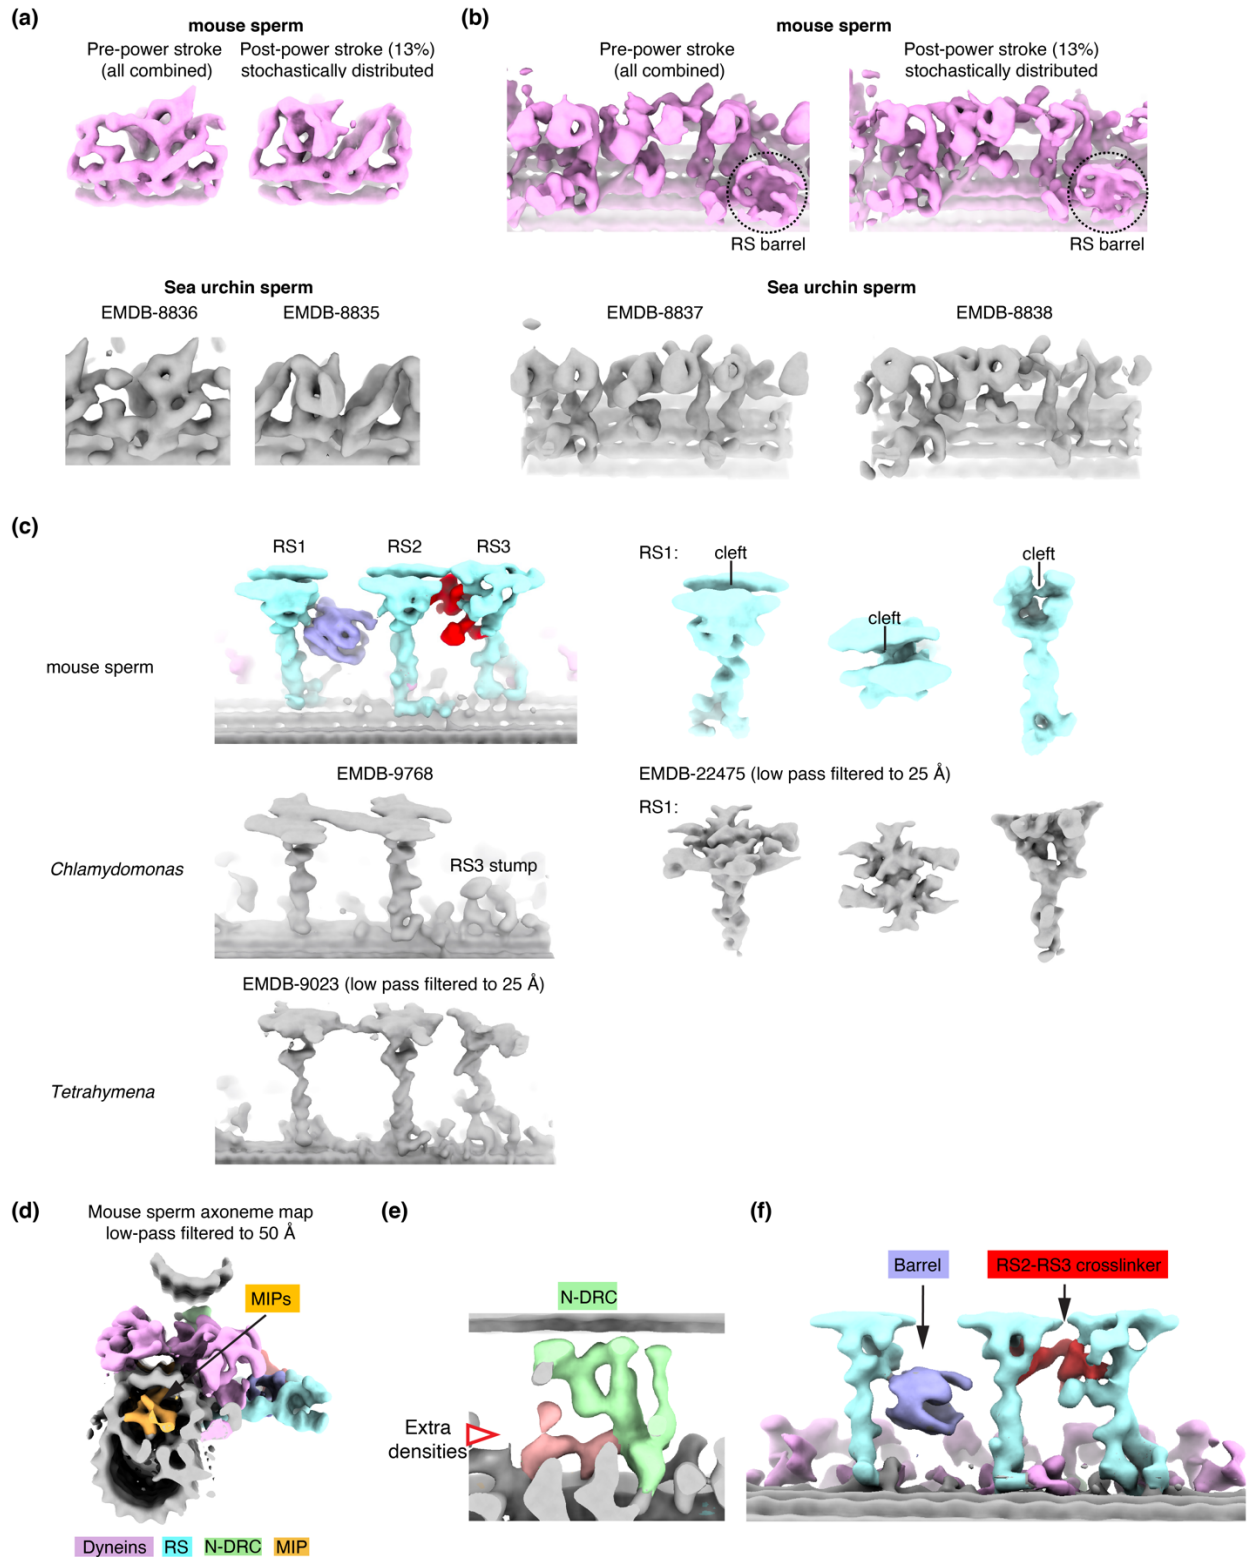 (a)
mouse sperm
Pre-power stroke
(all combined)
Post-power stroke (13%)
stochastically distributed
Sea urchin sperm
EMDB-8836
EMDB-8835
(b)
mouse sperm
Pre-power stroke
(all combined)
Post-power stroke (13%)
stochastically distributed
RS barrel
RS barrel
Sea urchin sperm
EMDB-8837
EMDB-8838
(c)
RS1
RS2
RS3
RS1:
cleft
cleft
cleft
mouse sperm
EMDB-9768
EMDB-22475 (low pass filtered to 25 Å)
RS1:
Chlamydomonas
RS3 stump
EMDB-9023 (low pass filtered to 25 Å)
Tetrahymena
(d)
Mouse sperm axoneme map
low-pass filtered to 50 Å
MIPs
Dyneins
RS
N-DRC
MIP
(e)
N-DRC
Extra
densities
(f)
Barrel
RS2-RS3 crosslinker